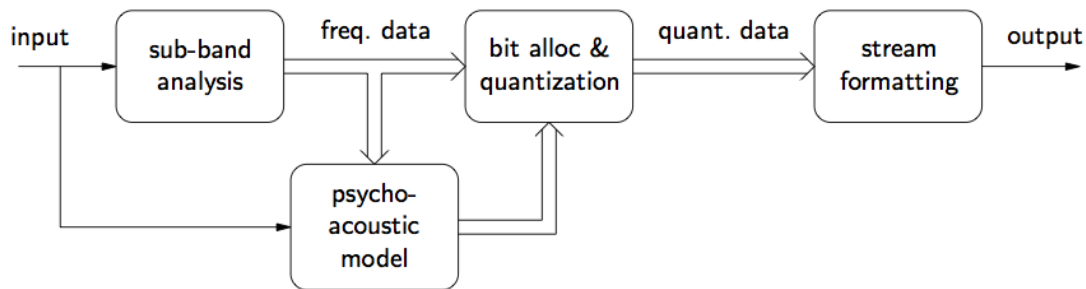 input
sub-band
analysis
freq. data
bit alloc &
quantization
quant. data
stream
formatting
output
psycho-
acoustic
model